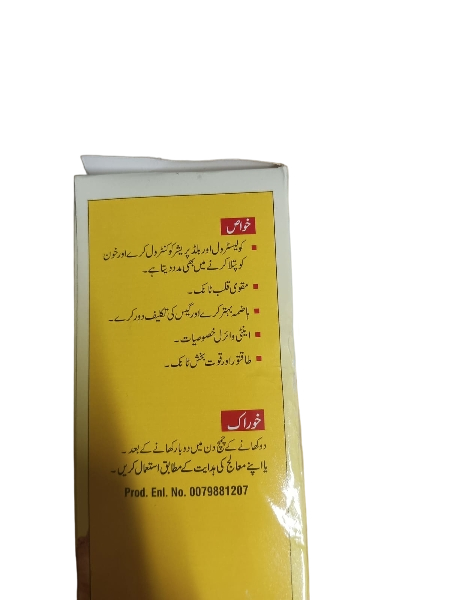 خواص
کولیسٹرول اور بلڈ پریشر کو کنٹرول کرے اور خون
کو پتلا کرنے میں بھی مدد دیتا ہے۔
مقوی قلب ٹانک۔
ہاضمہ بہتر کرے اور گیس کی تکلیف دور کرے۔
اینٹی وائرل خصوصیات۔
طاقتور اور قوت بخش ٹانک۔
خوراک
دو کھانے کے چمچ دن میں دو بار کھانے کے بعد۔
یا اپنے معالج کی ہدایت کے مطابق استعمال کریں۔
Prod. Enl. No. 0079881207